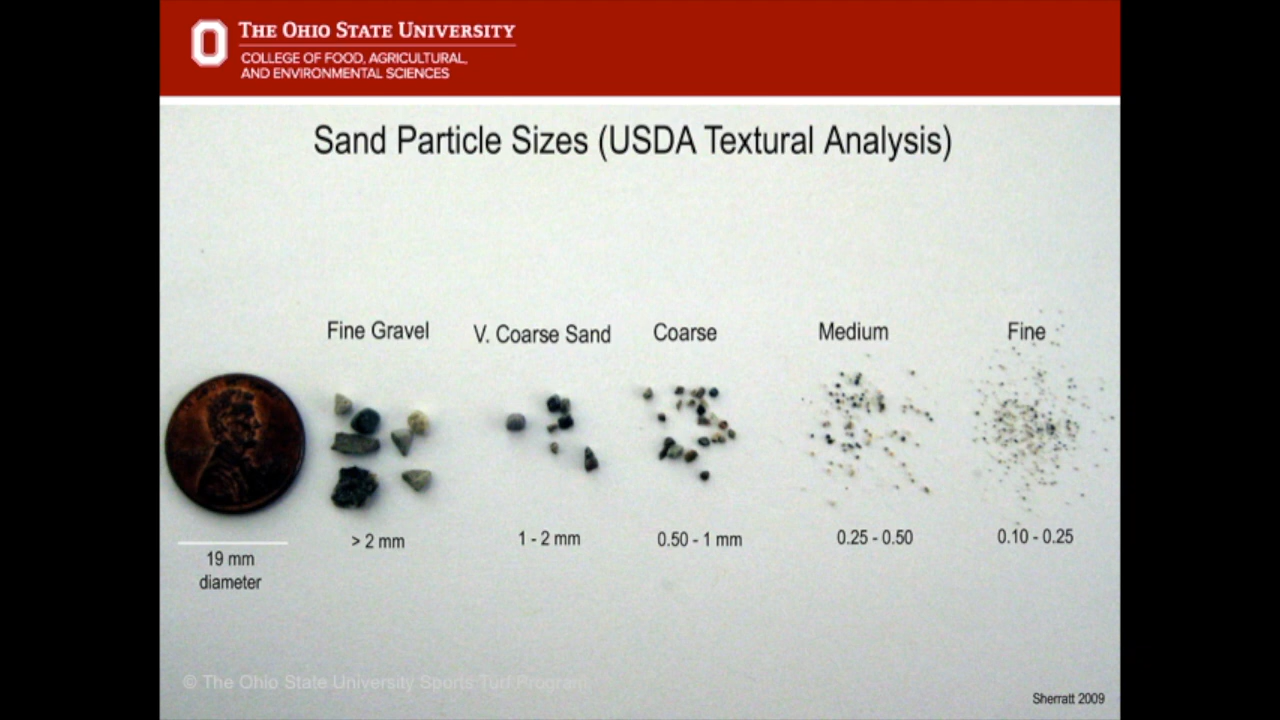 THE OHIO STATE UNIVERSITY
COLLEGE OF FOOD, AGRICULTURAL,
AND ENVIRONMENTAL SCIENCES
Sand Particle Sizes (USDA Textural Analysis)
Fine Gravel V. Coarse Sand Coarse Medium Fine
> 2 mm 1 - 2 mm 0.50 - 1 mm 0.25 - 0.50 0.10 - 0.25
19 mm
diameter
© The Ohio State University Sports Turf Program
Sherratt 2009